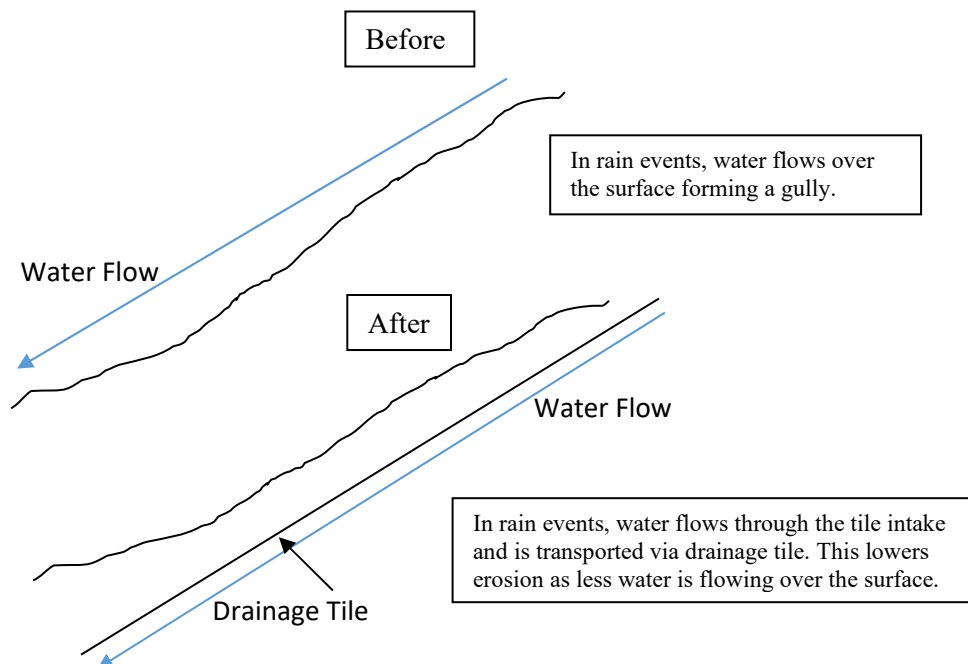 Before
In rain events, water flows over
the surface forming a gully.
Water Flow
After
Water Flow
In rain events, water flows through the tile intake
and is transported via drainage tile. This lowers
erosion as less water is flowing over the surface.
Drainage Tile